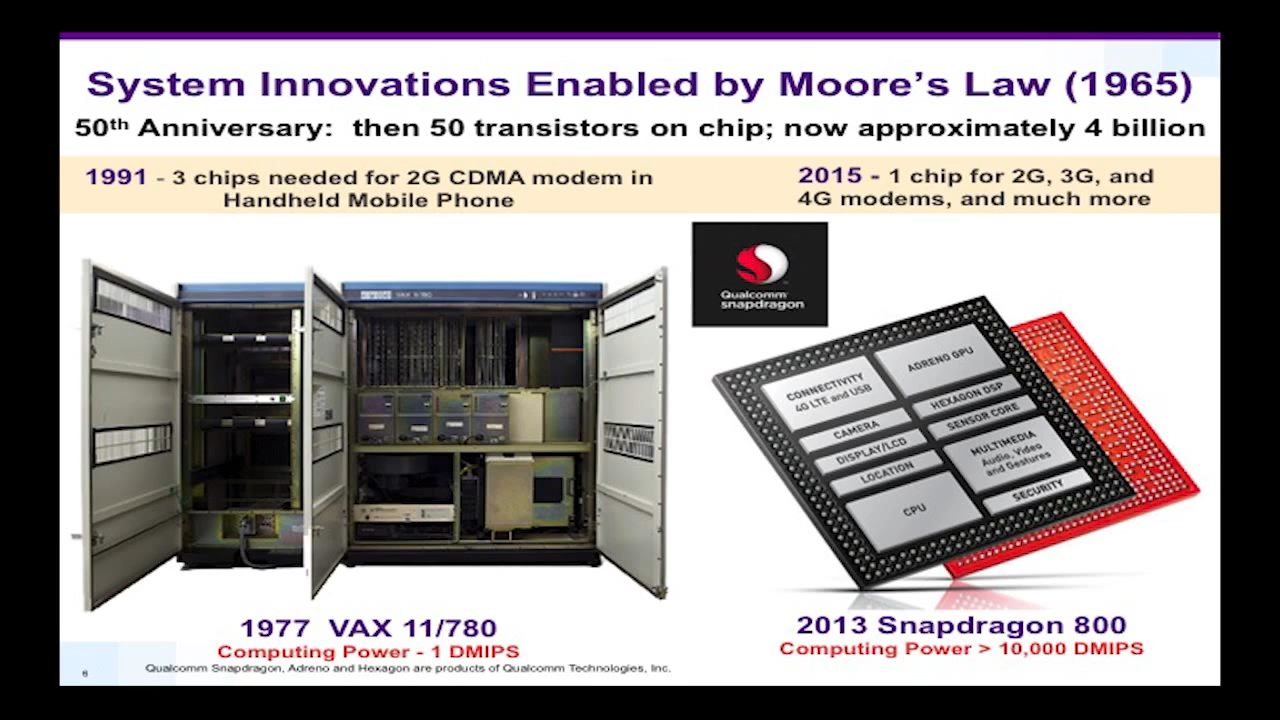 System Innovations Enabled by Moore's Law (1965)
50th Anniversary: then 50 transistors on chip; now approximately 4 billion
1991 - 3 chips needed for 2G CDMA modem in
Handheld Mobile Phone
2015 - 1 chip for 2G, 3G, and
4G modems, and much more
VAX 11/780
Qualcomm
snapdragon
CONNECTIVITY
4G LTE and USB
ADRENO GPU
CAMERA
HEXAGON DSP
DISPLAY/LCD
SENSOR CORE
LOCATION
MULTIMEDIA
Audio, Video
and Gestures
CPU
SECURITY
1977 VAX 11/780
Computing Power - 1 DMIPS
2013 Snapdragon 800
Computing Power > 10,000 DMIPS
Qualcomm Snapdragon, Adreno and Hexagon are products of Qualcomm Technologies, Inc.
6